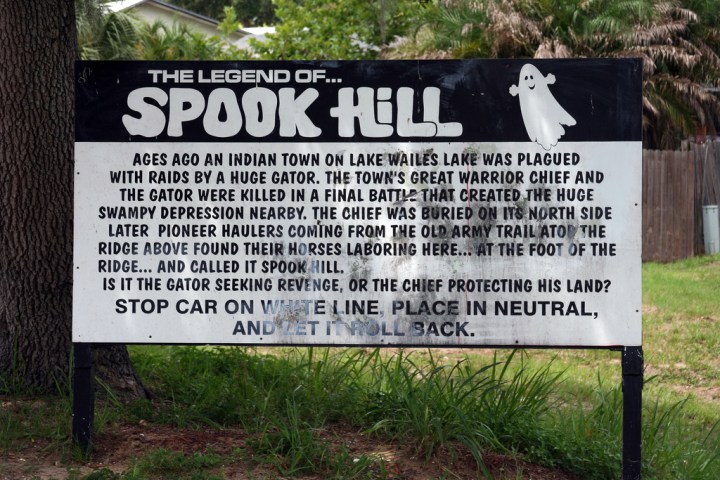 THE LEGEND OF...
SPOOK HILL
AGES AGO AN INDIAN TOWN ON LAKE WAILES LAKE WAS PLAGUED
WITH RAIDS BY A HUGE GATOR. THE TOWN'S GREAT WARRIOR CHIEF AND
THE GATOR WERE KILLED IN A FINAL BATTLE THAT CREATED THE HUGE
SWAMPY DEPRESSION NEARBY. THE CHIEF WAS BURIED ON ITS NORTH SIDE
LATER PIONEER HAULERS COMING FROM THE OLD ARMY TRAIL ATOP THE
RIDGE ABOVE FOUND THEIR HORSES LABORING HERE... AT THE FOOT OF THE
RIDGE... AND CALLED IT SPOOK HILL.
IS IT THE GATOR SEEKING REVENGE, OR THE CHIEF PROTECTING HIS LAND?
STOP CAR ON WHITE LINE, PLACE IN NEUTRAL,
AND LET IT ROLL BACK.